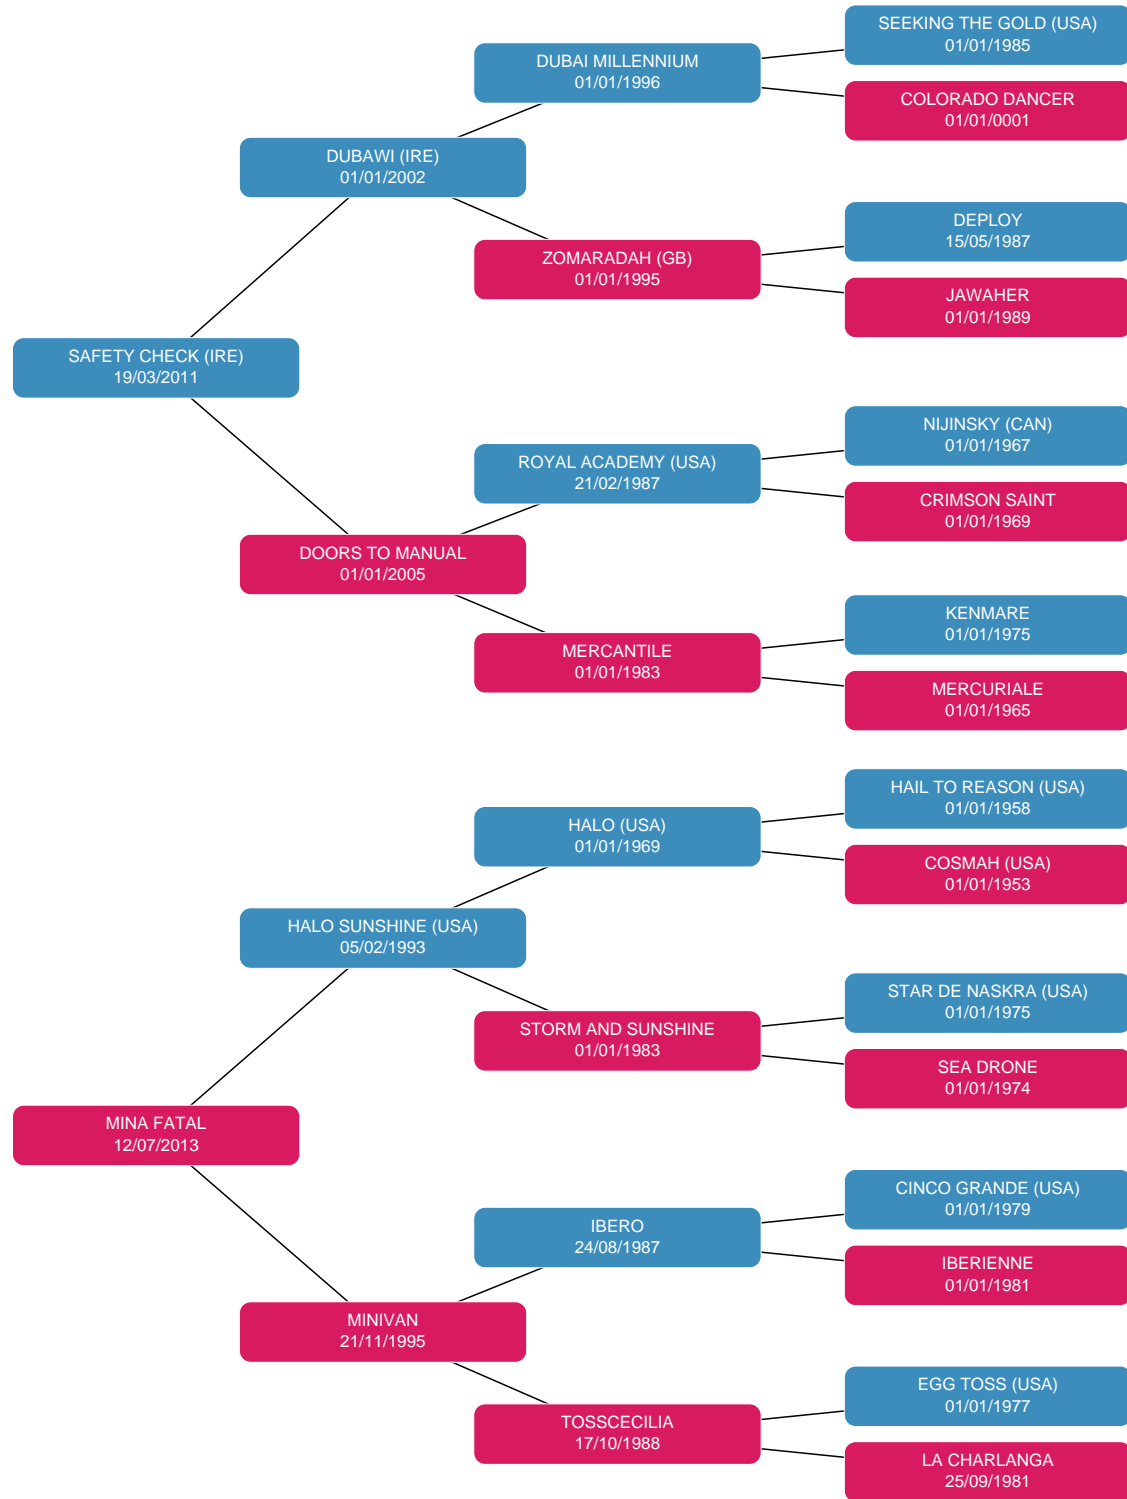 SEEKING THE GOLD (USA)
01/01/1985
DUBAI MILLENNIUM
01/01/1996
COLORADO DANCER
01/01/0001
DUBAWI (IRE)
01/01/2002
DEPLOY
15/05/1987
ZOMARADAH (GB)
01/01/1995
JAWAHER
01/01/1989
SAFETY CHECK (IRE)
19/03/2011
NIJINSKY (CAN)
01/01/1967
ROYAL ACADEMY (USA)
21/02/1987
CRIMSON SAINT
01/01/1969
DOORS TO MANUAL
01/01/2005
KENMARE
01/01/1975
MERCANTILE
01/01/1983
MERCURIALE
01/01/1965
HAIL TO REASON (USA)
01/01/1958
HALO (USA)
01/01/1969
COSMAH (USA)
01/01/1953
HALO SUNSHINE (USA)
05/02/1993
STAR DE NASKRA (USA)
01/01/1975
STORM AND SUNSHINE
01/01/1983
SEA DRONE
01/01/1974
MINA FATAL
12/07/2013
CINCO GRANDE (USA)
01/01/1979
IBERO
24/08/1987
IBERIENNE
01/01/1981
MINIVAN
21/11/1995
EGG TOSS (USA)
01/01/1977
TOSSCECILIA
17/10/1988
LA CHARLANGA
25/09/1981